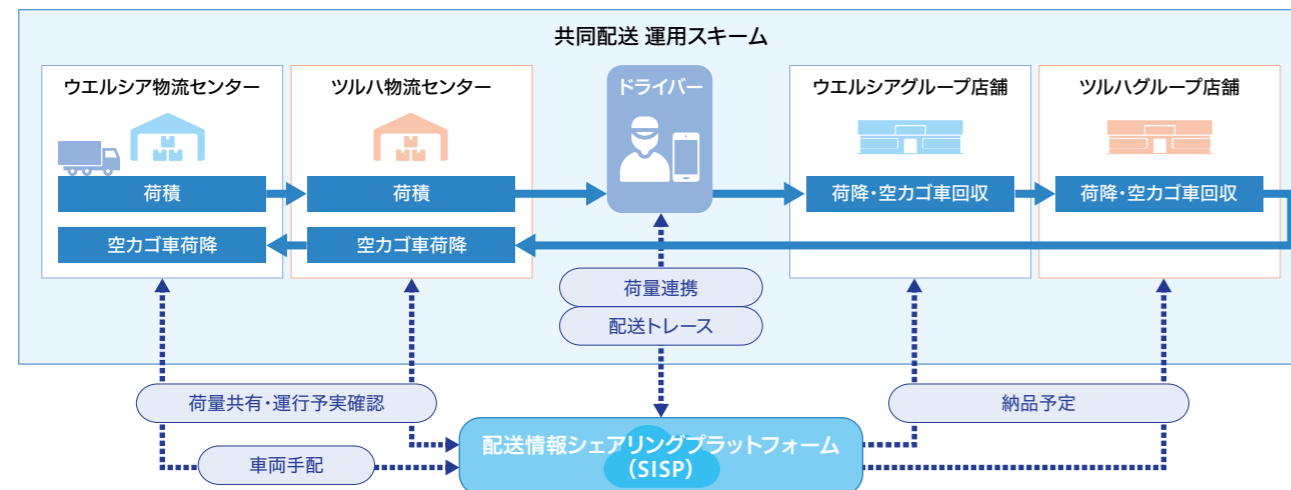 共同配送 運用スキーム
ウエルシア物流センター
ツルハ物流センター
ドライバー
ウエルシアグループ店舗
ツルハグループ店舗
荷積
荷積
荷降・空カゴ車回収
荷降・空カゴ車回収
空カゴ車荷降
空カゴ車荷降
荷量連携
配送トレース
荷量共有・運行予実確認
納品予定
車両手配
配送情報シェアリングプラットフォーム
（SISP）